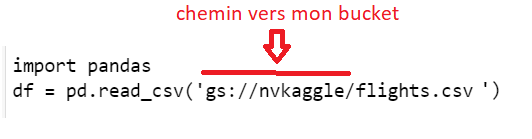 chemin vers mon bucket
import pandas
df = pd.read_csv('gs://nvkaggle/flights.csv ')